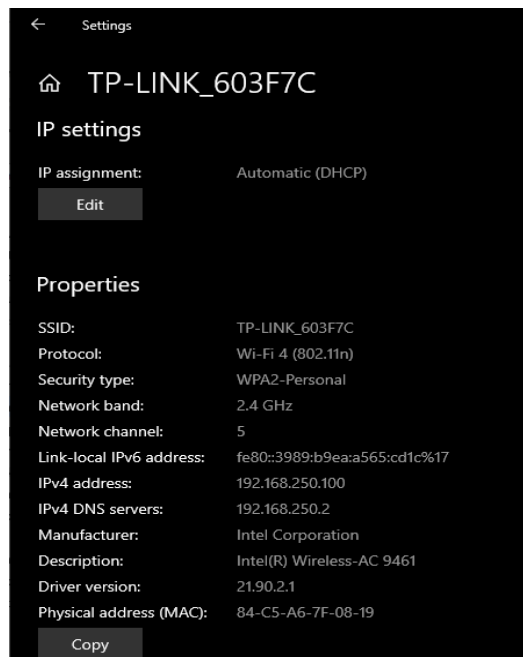 Settings
TP-LINK_603F7C
IP settings
IP assignment: Automatic (DHCP)
Edit
Properties
SSID: TP-LINK_603F7C
Protocol: Wi-Fi 4 (802.11n)
Security type: WPA2-Personal
Network band: 2.4 GHz
Network channel: 5
Link-local IPv6 address: fe80::3989:b9ea:a565:cd1c%17
IPv4 address: 192.168.250.100
IPv4 DNS servers: 192.168.250.2
Manufacturer: Intel Corporation
Description: Intel(R) Wireless-AC 9461
Driver version: 21.90.2.1
Physical address (MAC): 84-C5-A6-7F-08-19
Copy